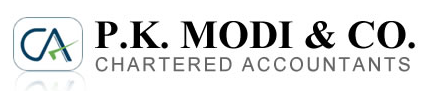 CA
P.K. MODI & CO.
CHARTERED ACCOUNTANTS